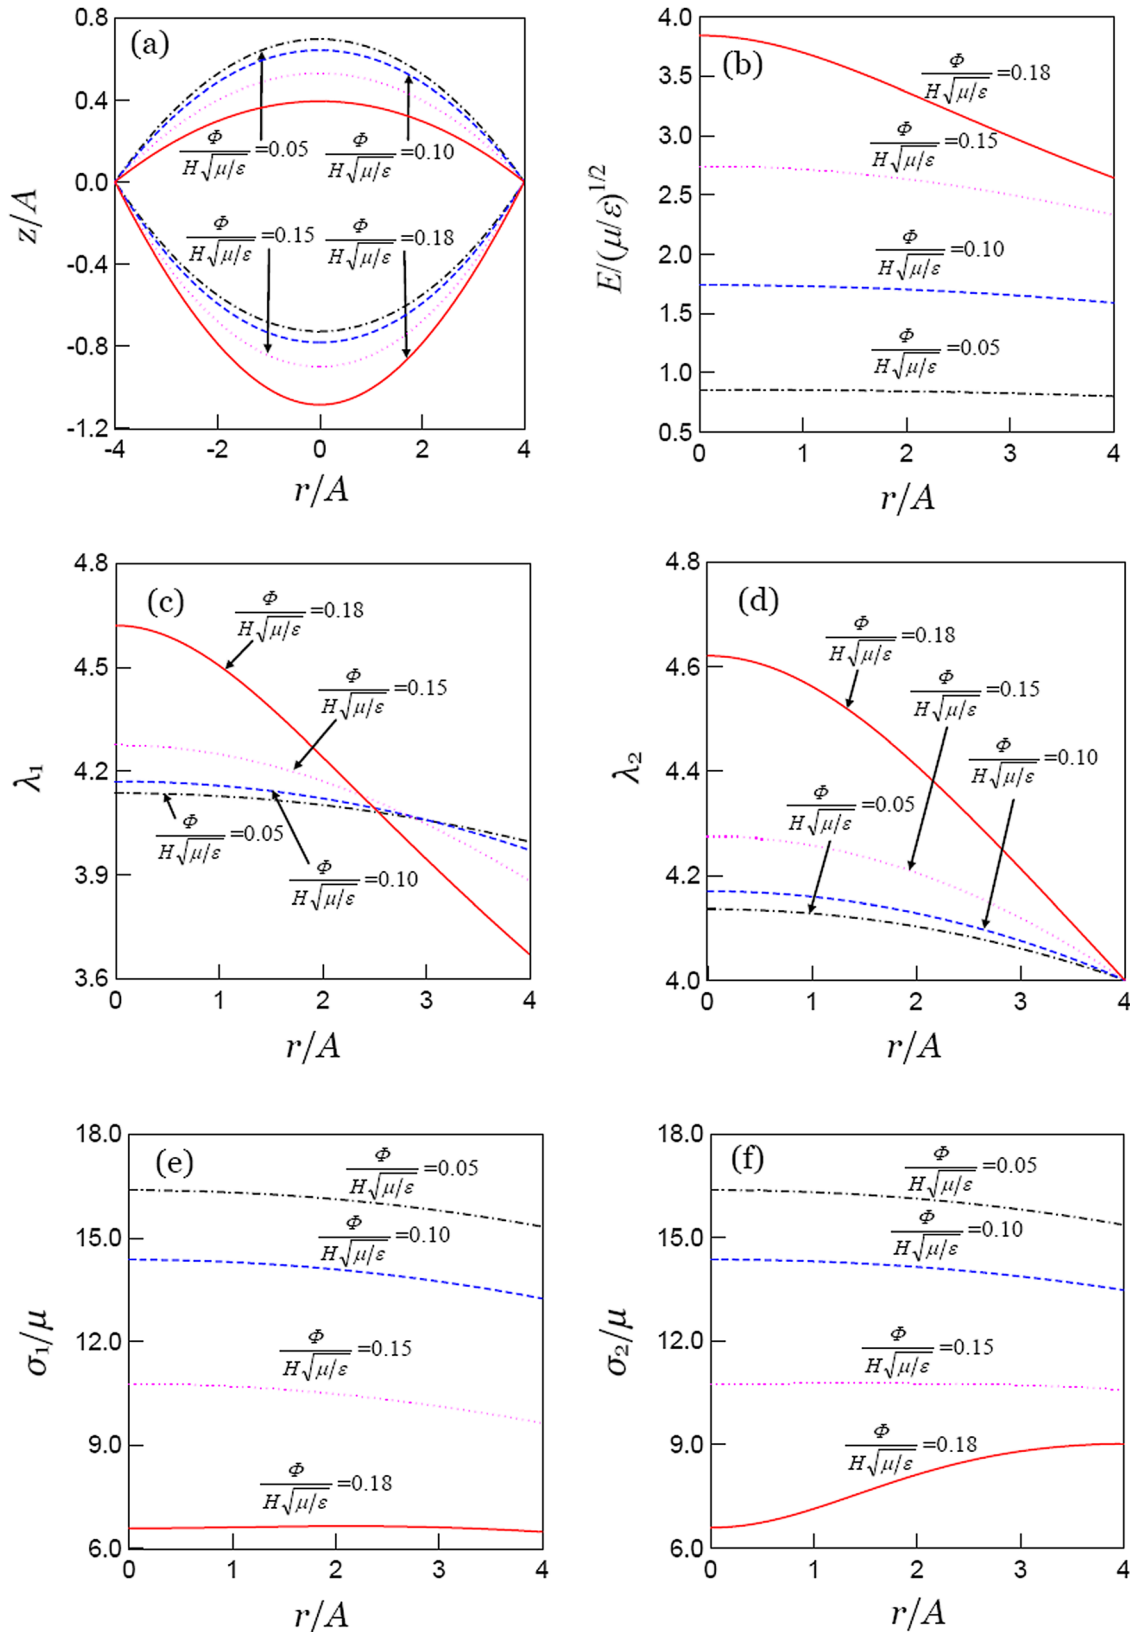 (a)
0.8
0.4
0.0
-0.4
-0.8
-1.2
z/A
Φ/H√μ/ε=0.05
Φ/H√μ/ε=0.10
Φ/H√μ/ε=0.15
Φ/H√μ/ε=0.18
-4 -2 0 2 4
r/A
(b)
4.0
3.5
3.0
2.5
2.0
1.5
1.0
0.5
E/(μ/ε)^1/2
Φ/H√μ/ε=0.18
Φ/H√μ/ε=0.15
Φ/H√μ/ε=0.10
Φ/H√μ/ε=0.05
0 1 2 3 4
r/A
(c)
4.8
4.5
4.2
3.9
3.6
λ1
Φ/H√μ/ε=0.18
Φ/H√μ/ε=0.15
Φ/H√μ/ε=0.05
Φ/H√μ/ε=0.10
0 1 2 3 4
r/A
(d)
4.8
4.6
4.4
4.2
4.0
λ2
Φ/H√μ/ε=0.18
Φ/H√μ/ε=0.15
Φ/H√μ/ε=0.10
Φ/H√μ/ε=0.05
0 1 2 3 4
r/A
(e)
18.0
15.0
12.0
9.0
6.0
σ1/μ
Φ/H√μ/ε=0.05
Φ/H√μ/ε=0.10
Φ/H√μ/ε=0.15
Φ/H√μ/ε=0.18
0 1 2 3 4
r/A
(f)
18.0
15.0
12.0
9.0
6.0
σ2/μ
Φ/H√μ/ε=0.05
Φ/H√μ/ε=0.10
Φ/H√μ/ε=0.15
Φ/H√μ/ε=0.18
0 1 2 3 4
r/A